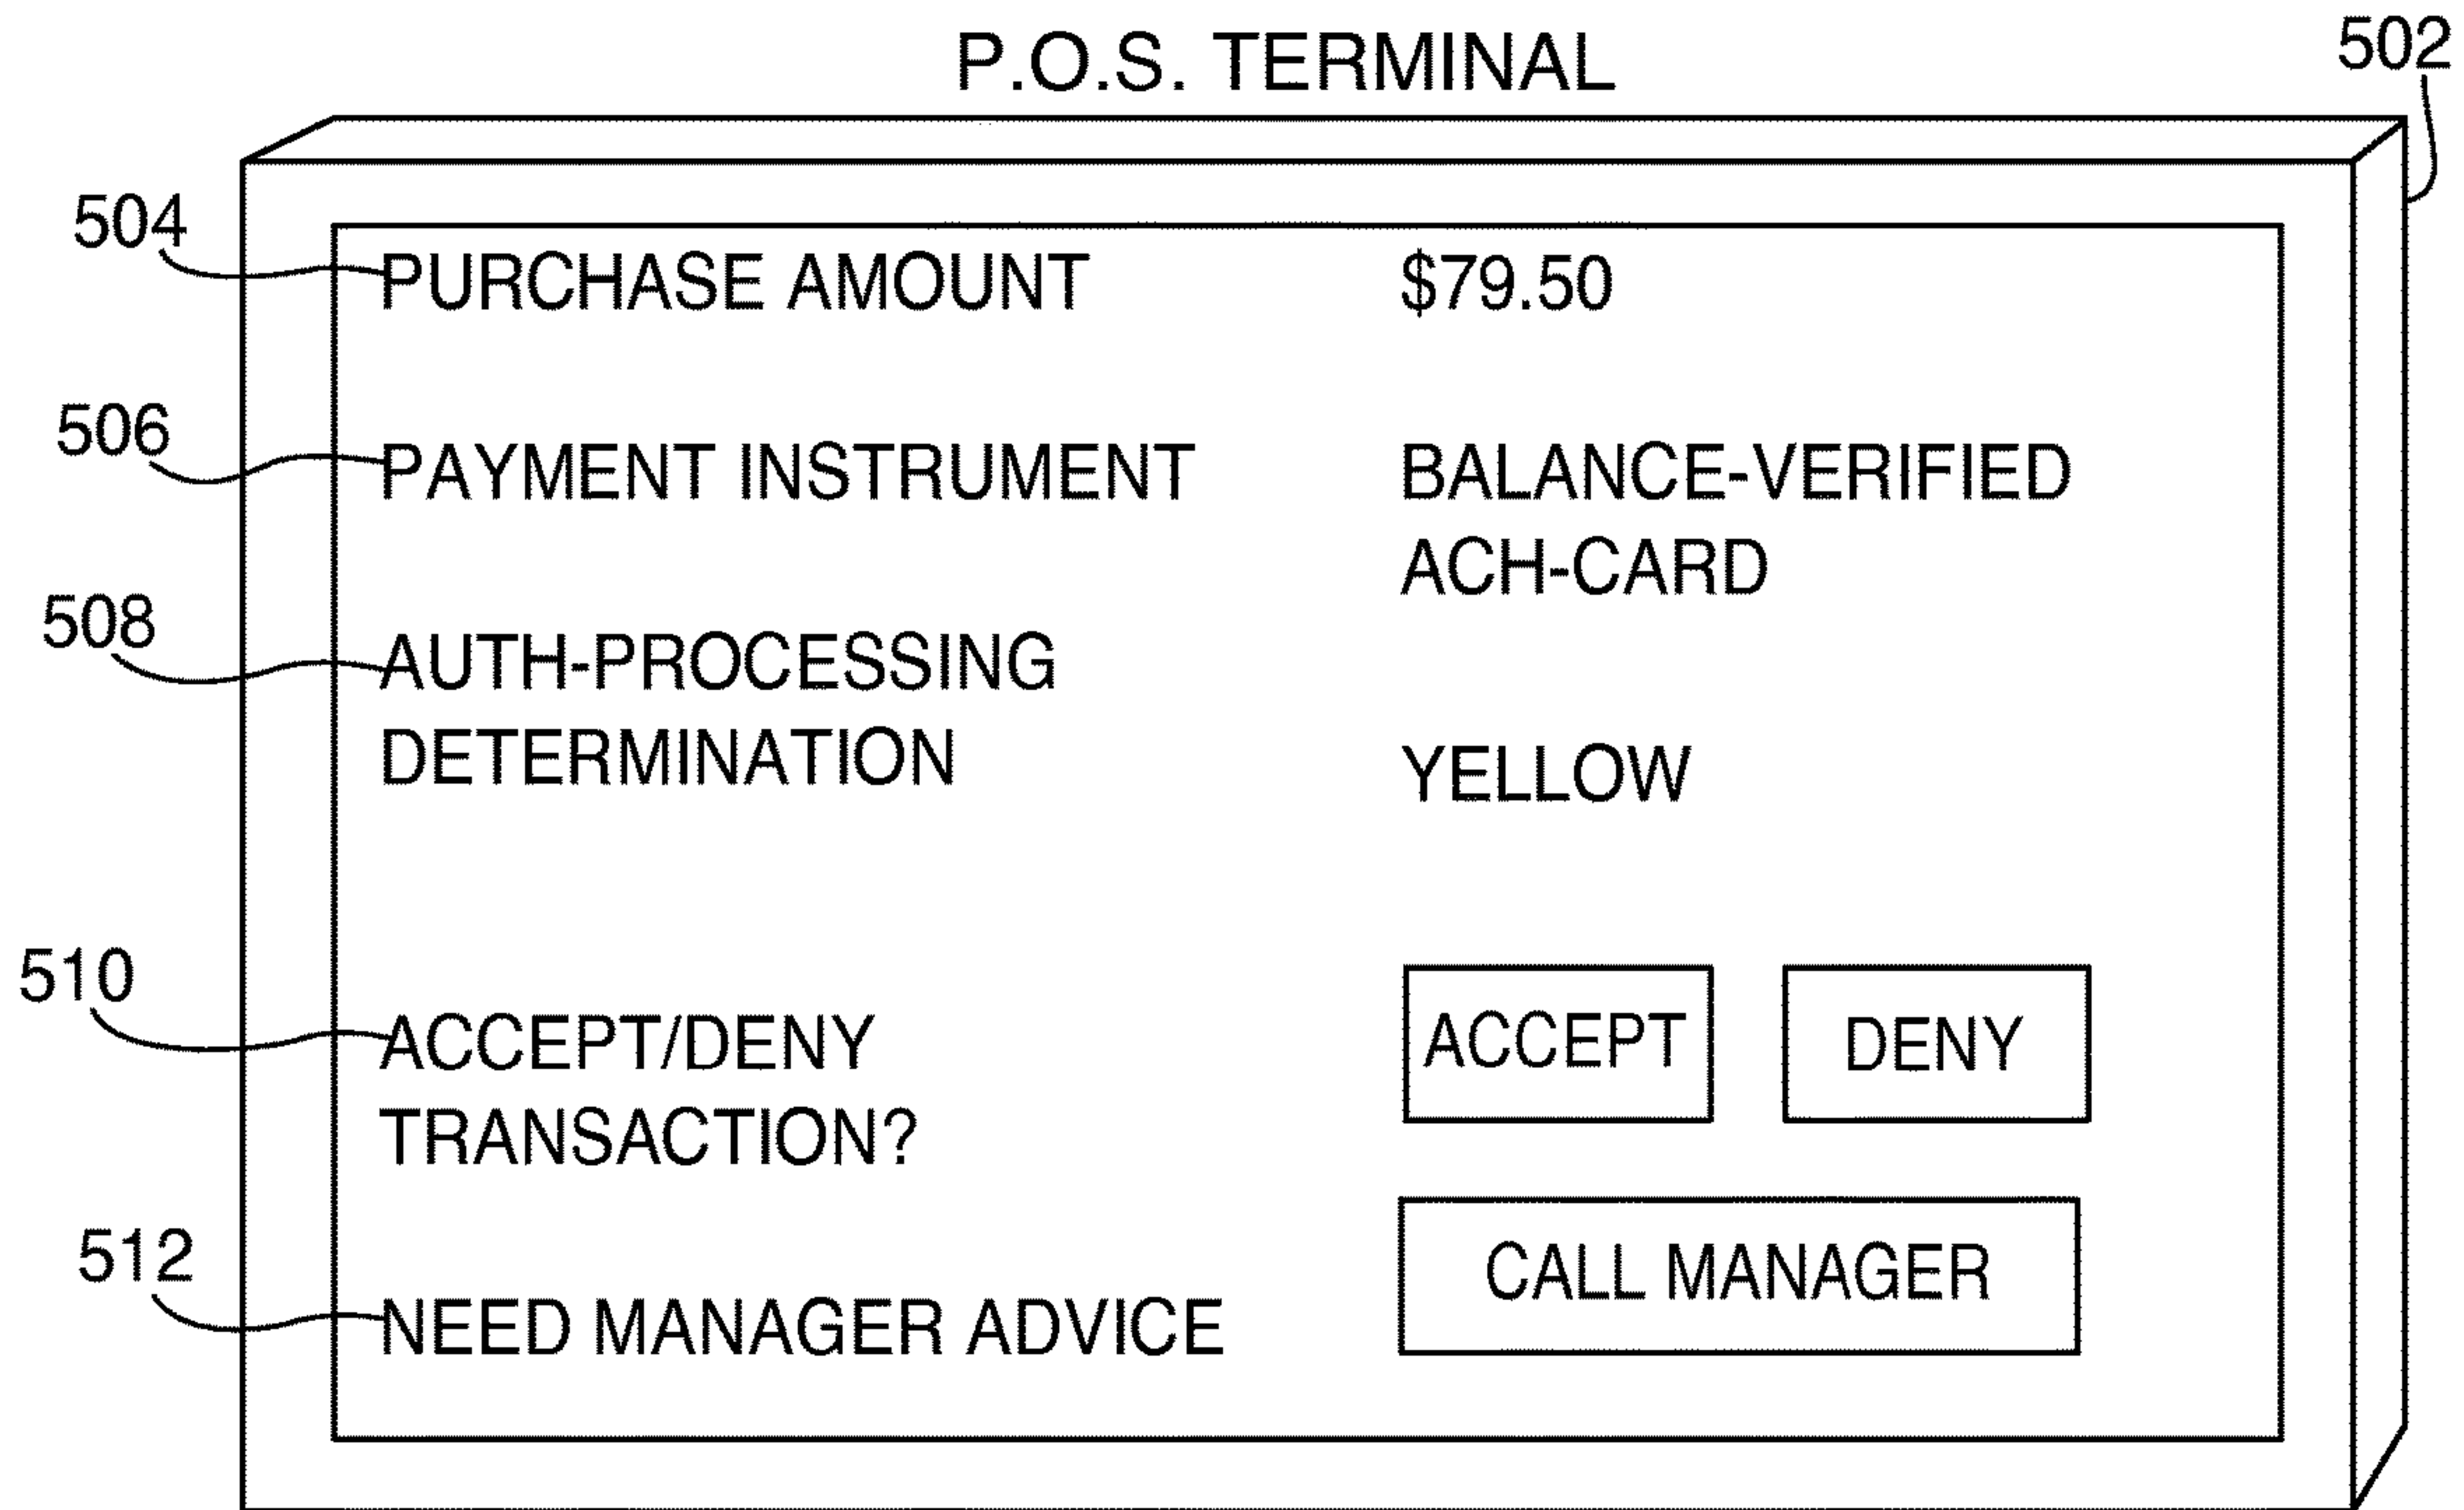 P.O.S. TERMINAL
502
504
PURCHASE AMOUNT $79.50
506
PAYMENT INSTRUMENT BALANCE-VERIFIED
ACH-CARD
508
AUTH-PROCESSING
DETERMINATION YELLOW
510
ACCEPT/DENY ACCEPT DENY
TRANSACTION?
512
NEED MANAGER ADVICE CALL MANAGER